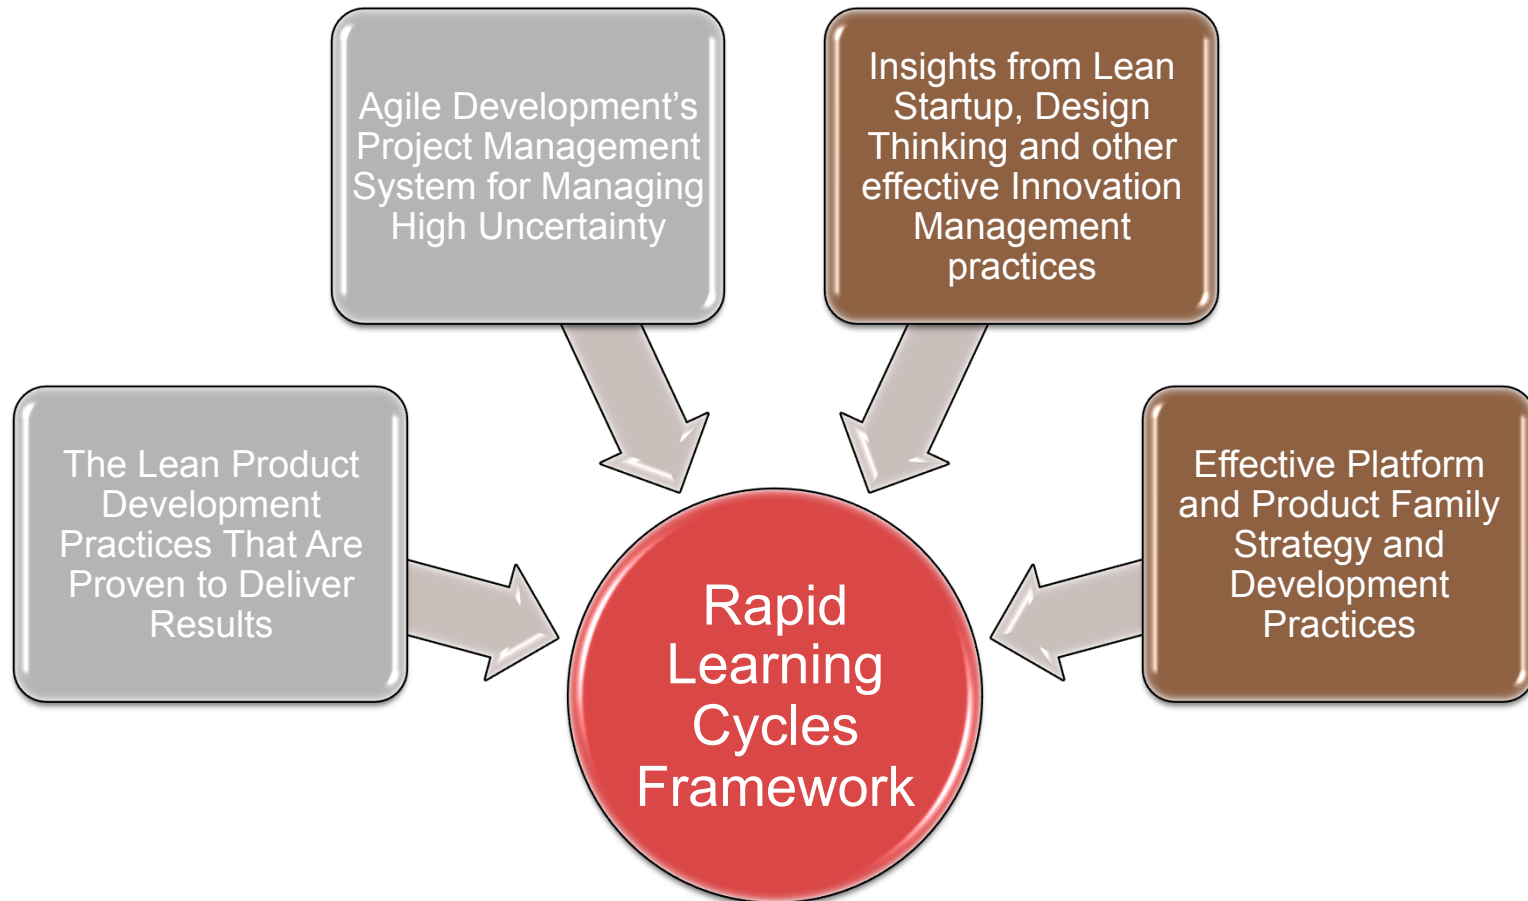 Agile Development’s
Project Management
System for Managing
High Uncertainty
Insights from Lean
Startup, Design
Thinking and other
effective Innovation
Management
practices
The Lean Product
Development
Practices That Are
Proven to Deliver
Results
Effective Platform
and Product Family
Strategy and
Development
Practices
Rapid
Learning
Cycles
Framework